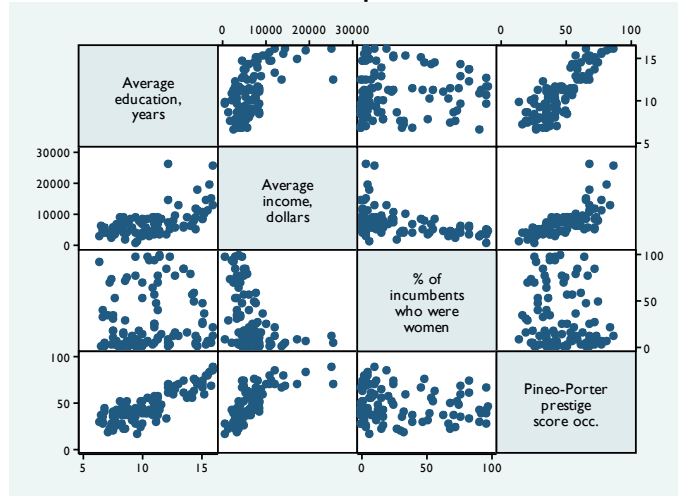 0 10000 20000 30000
0 50 100
Average
education,
years
15
10
5
30000
20000
10000
0
Average
income,
dollars
% of
incumbents
who were
women
100
50
0
100
50
0
Pineo-Porter
prestige
score occ.
5 10 15
0 50 100